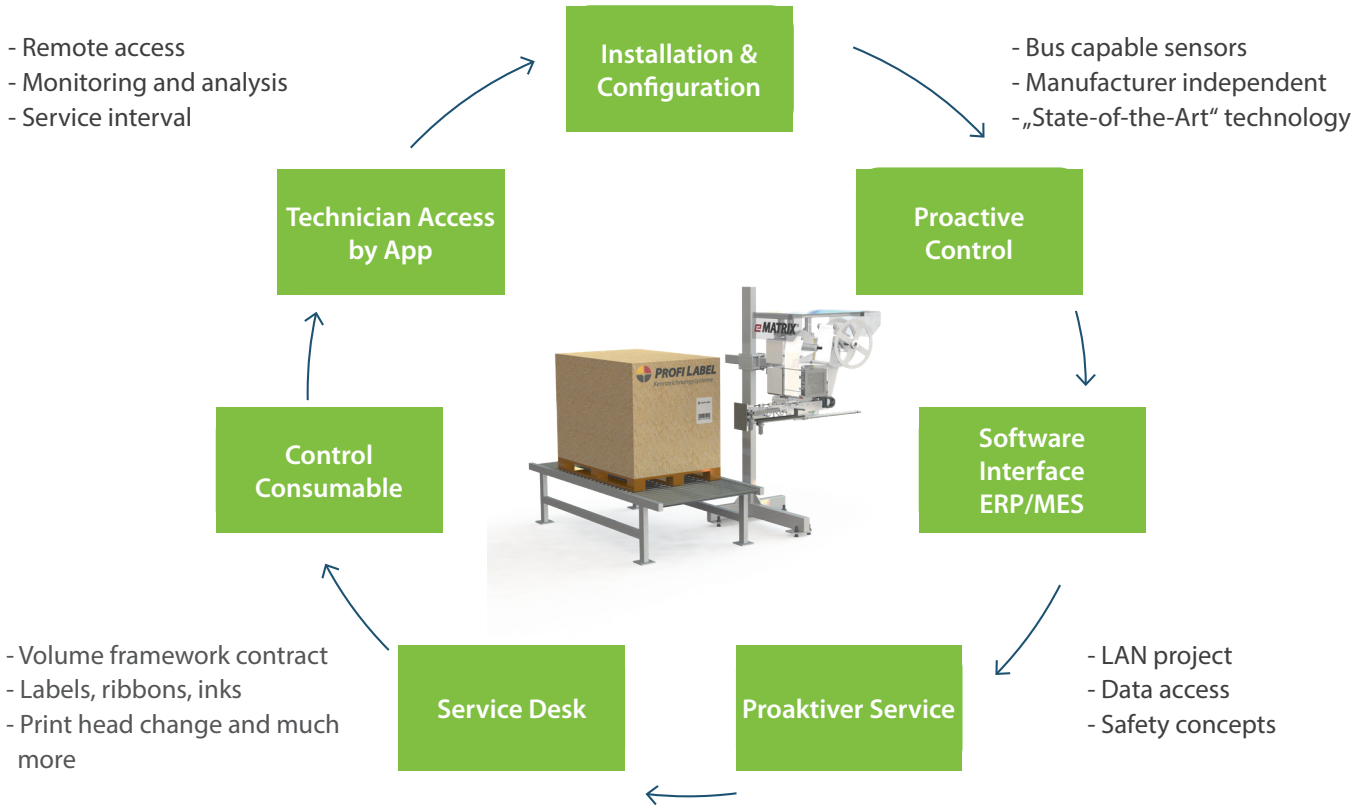 - Remote access
- Monitoring and analysis
- Service interval
Installation &
Configuration
- Bus capable sensors
- Manufacturer independent
- „State-of-the-Art“ technology
Technician Access
by App
Proactive
Control
eMATRIX
PROFI LABEL
Kennzeichnungssysteme
Control
Consumable
Software
Interface
ERP/MES
- Volume framework contract
- Labels, ribbons, inks
- Print head change and much
more
Service Desk
Proaktiver Service
- LAN project
- Data access
- Safety concepts